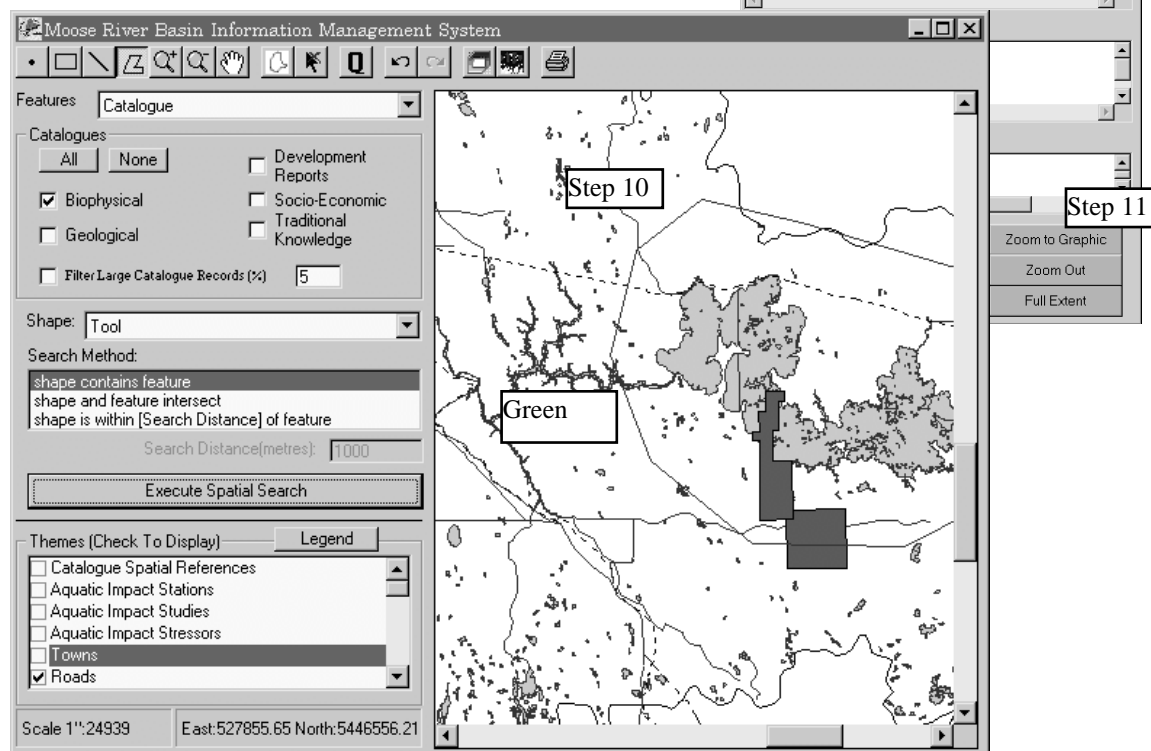 Moose River Basin Information Management System
Q
Features Catalogue
Catalogues
All None
Development
Reports
Biophysical
Socio-Economic
Geological
Traditional
Knowledge
Filter Large Catalogue Records (%) 5
Shape: Tool
Search Method:
shape contains feature
shape and feature intersect
shape is within [Search Distance] of feature
Search Distance(metres): 1000
Execute Spatial Search
Themes (Check To Display) Legend
Catalogue Spatial References
Aquatic Impact Stations
Aquatic Impact Studies
Aquatic Impact Stressors
Towns
Roads
Scale 1":24939 East:527855.65 North:5446556.21
Step 10
Green
Step 11
Zoom to Graphic
Zoom Out
Full Extent